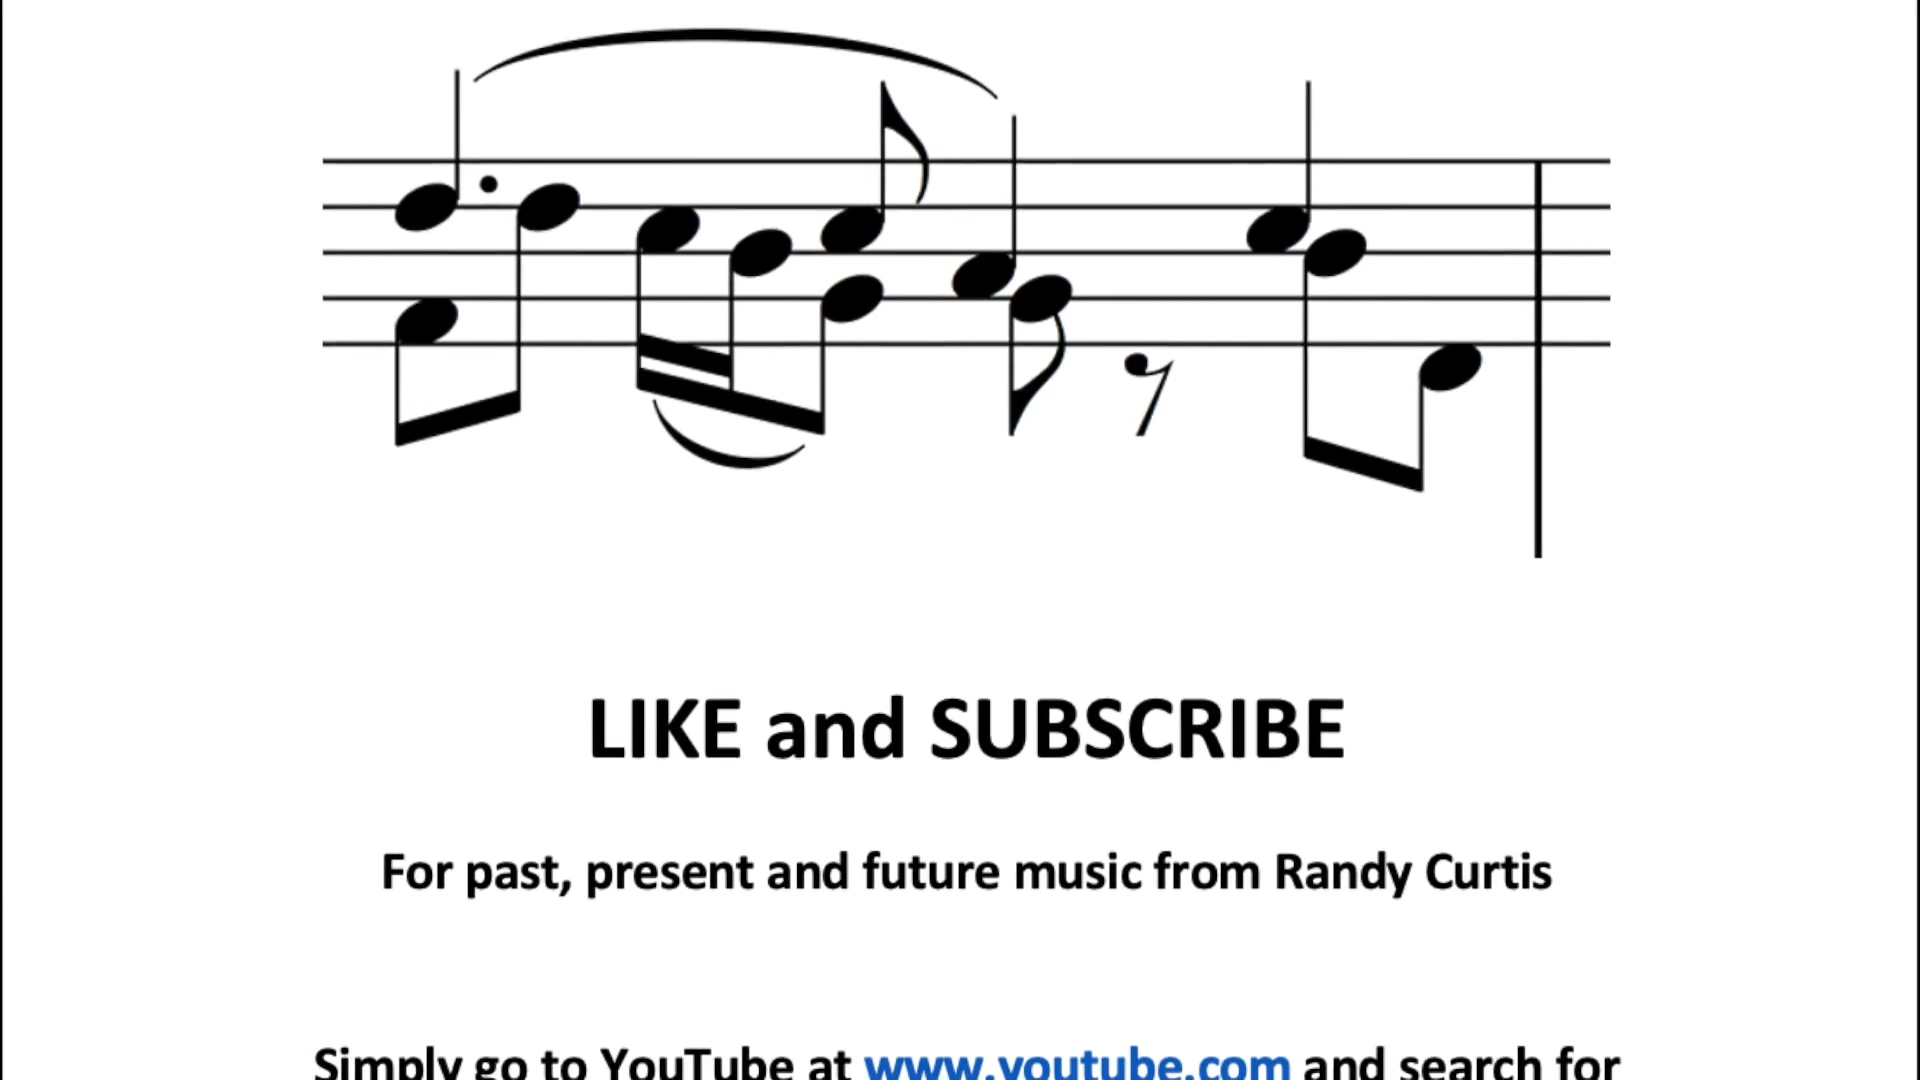 LIKE and SUBSCRIBE
For past, present and future music from Randy Curtis
Simply go to YouTube at www.youtube.com and search for